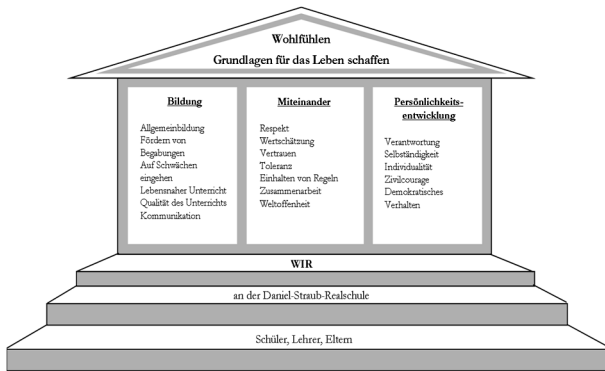 Wohlfühlen
Grundlagen für das Leben schaffen
Bildung
Allgemeinbildung
Fördern von
Begabungen
Auf Schwächen
eingehen
Lebensnaher Unterricht
Qualität des Unterrichts
Kommunikation
Miteinander
Respekt
Wertschätzung
Vertrauen
Toleranz
Einhalten von Regeln
Zusammenarbeit
Weltoffenheit
Persönlichkeits-
entwicklung
Verantwortung
Selbständigkeit
Individualität
Zivilcourage
Demokratisches
Verhalten
WIR
an der Daniel-Straub-Realschule
Schüler, Lehrer, Eltern